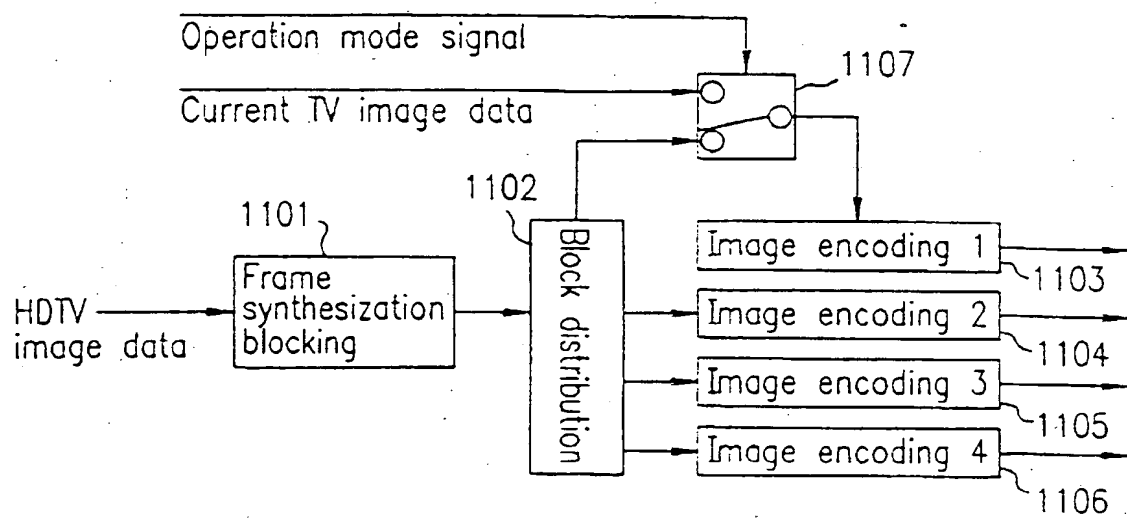 Operation mode signal
1107
Current TV image data
1102
1101
Image encoding 1
1103
Frame
synthesization
blocking
HDTV
image data
Block distribution
Image encoding 2
1104
Image encoding 3
1105
Image encoding 4
1106